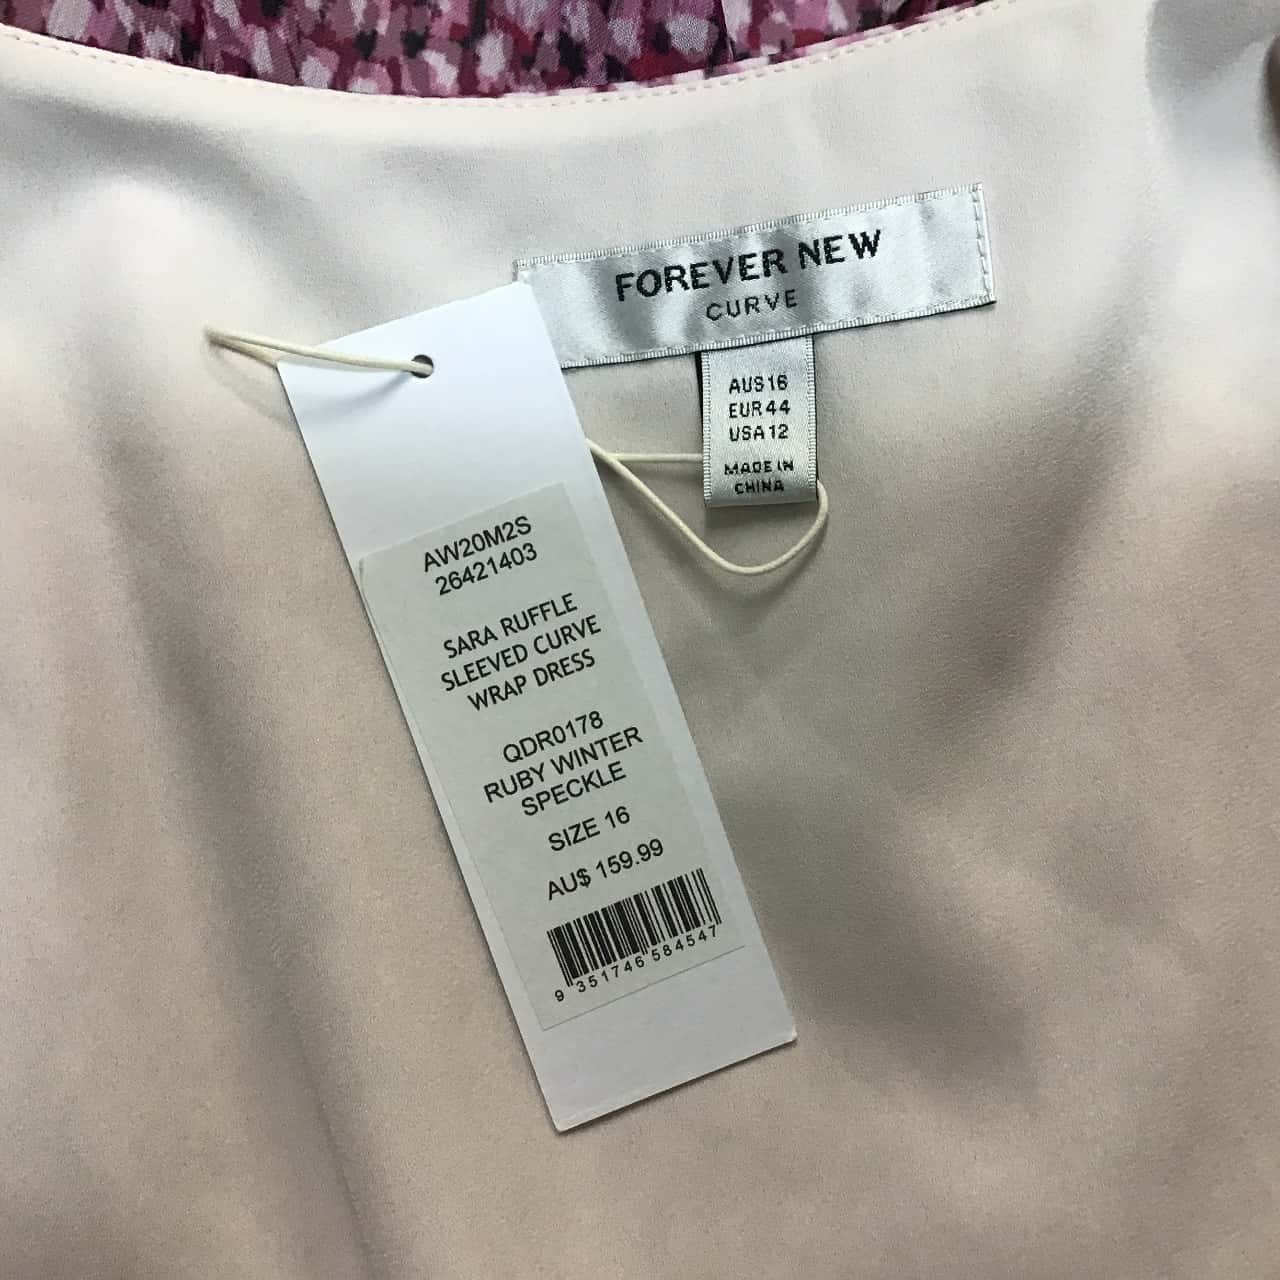 FOREVER NEW
CURVE
AUS 16
EUR 44
USA 12
MADE IN
CHINA
AW20M2S
26421403
SARA RUFFLE
SLEEVED CURVE
WRAP DRESS
QDR0178
RUBY WINTER
SPECKLE
SIZE 16
AU$ 159.99
9 351746 584547